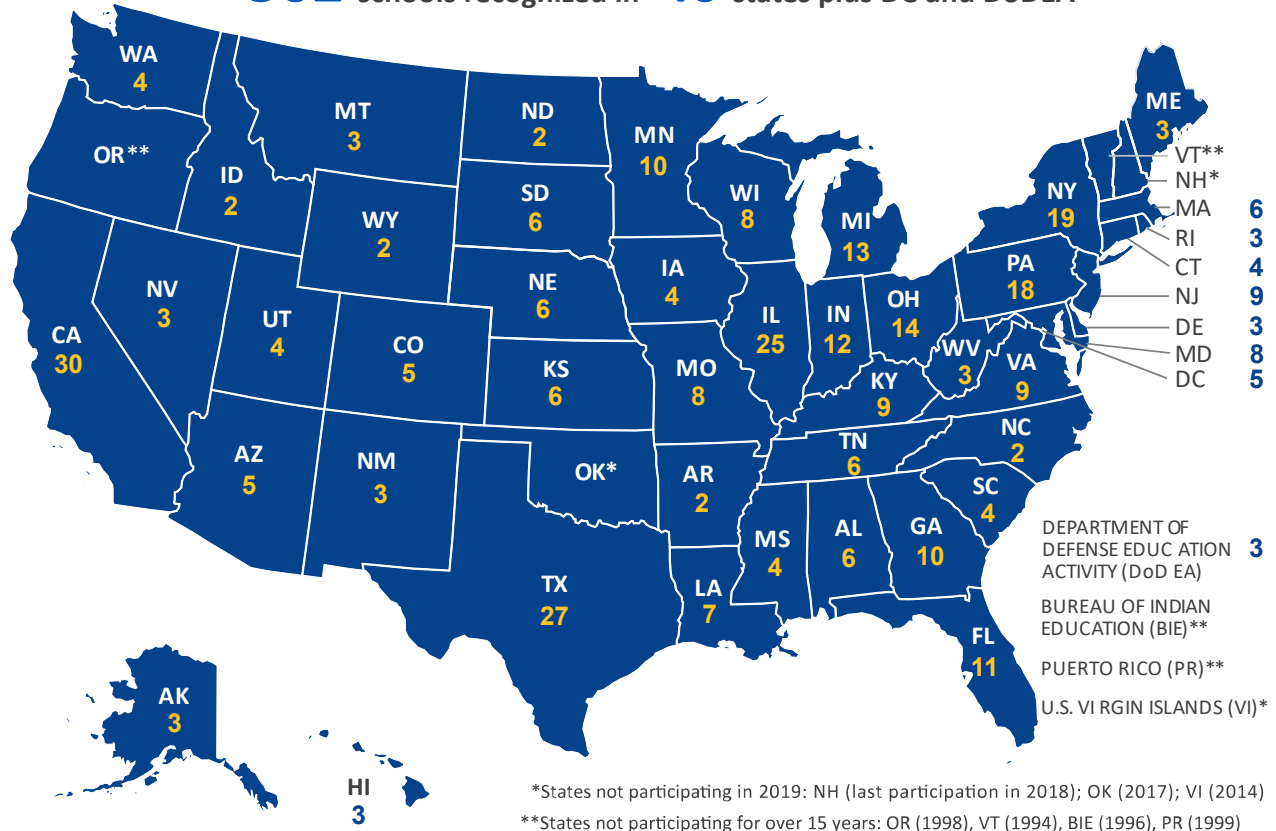 schools recognized in states plus DC and DoDEA
WA
4
MT
3
ND
2
MN
10
ME
3
OR**
ID
2
SD
6
WI
8
MI
13
NY
19
VT**
NH*
MA 6
RI 3
CT 4
NJ 9
DE 3
MD 8
DC 5
WY
2
NV
3
UT
4
CA
30
CO
5
NE
6
IA
4
IL
25
IN
12
OH
14
PA
18
KS
6
MO
8
KY
9
WV
3
VA
9
AZ
5
NM
3
OK*
AR
2
TN
6
NC
2
SC
4
TX
27
LA
7
MS
4
AL
6
GA
10
FL
11
DEPARTMENT OF
DEFENSE EDUC ATION 3
ACTIVITY (DoD EA)
BUREAU OF INDIAN
EDUCATION (BIE)**
PUERTO RICO (PR)**
U.S. VI RGIN ISLANDS (VI)*
AK
3
HI
3
*States not participating in 2019: NH (last participation in 2018); OK (2017); VI (2014)
**States not participating for over 15 years: OR (1998), VT (1994), BIE (1996), PR (1999)